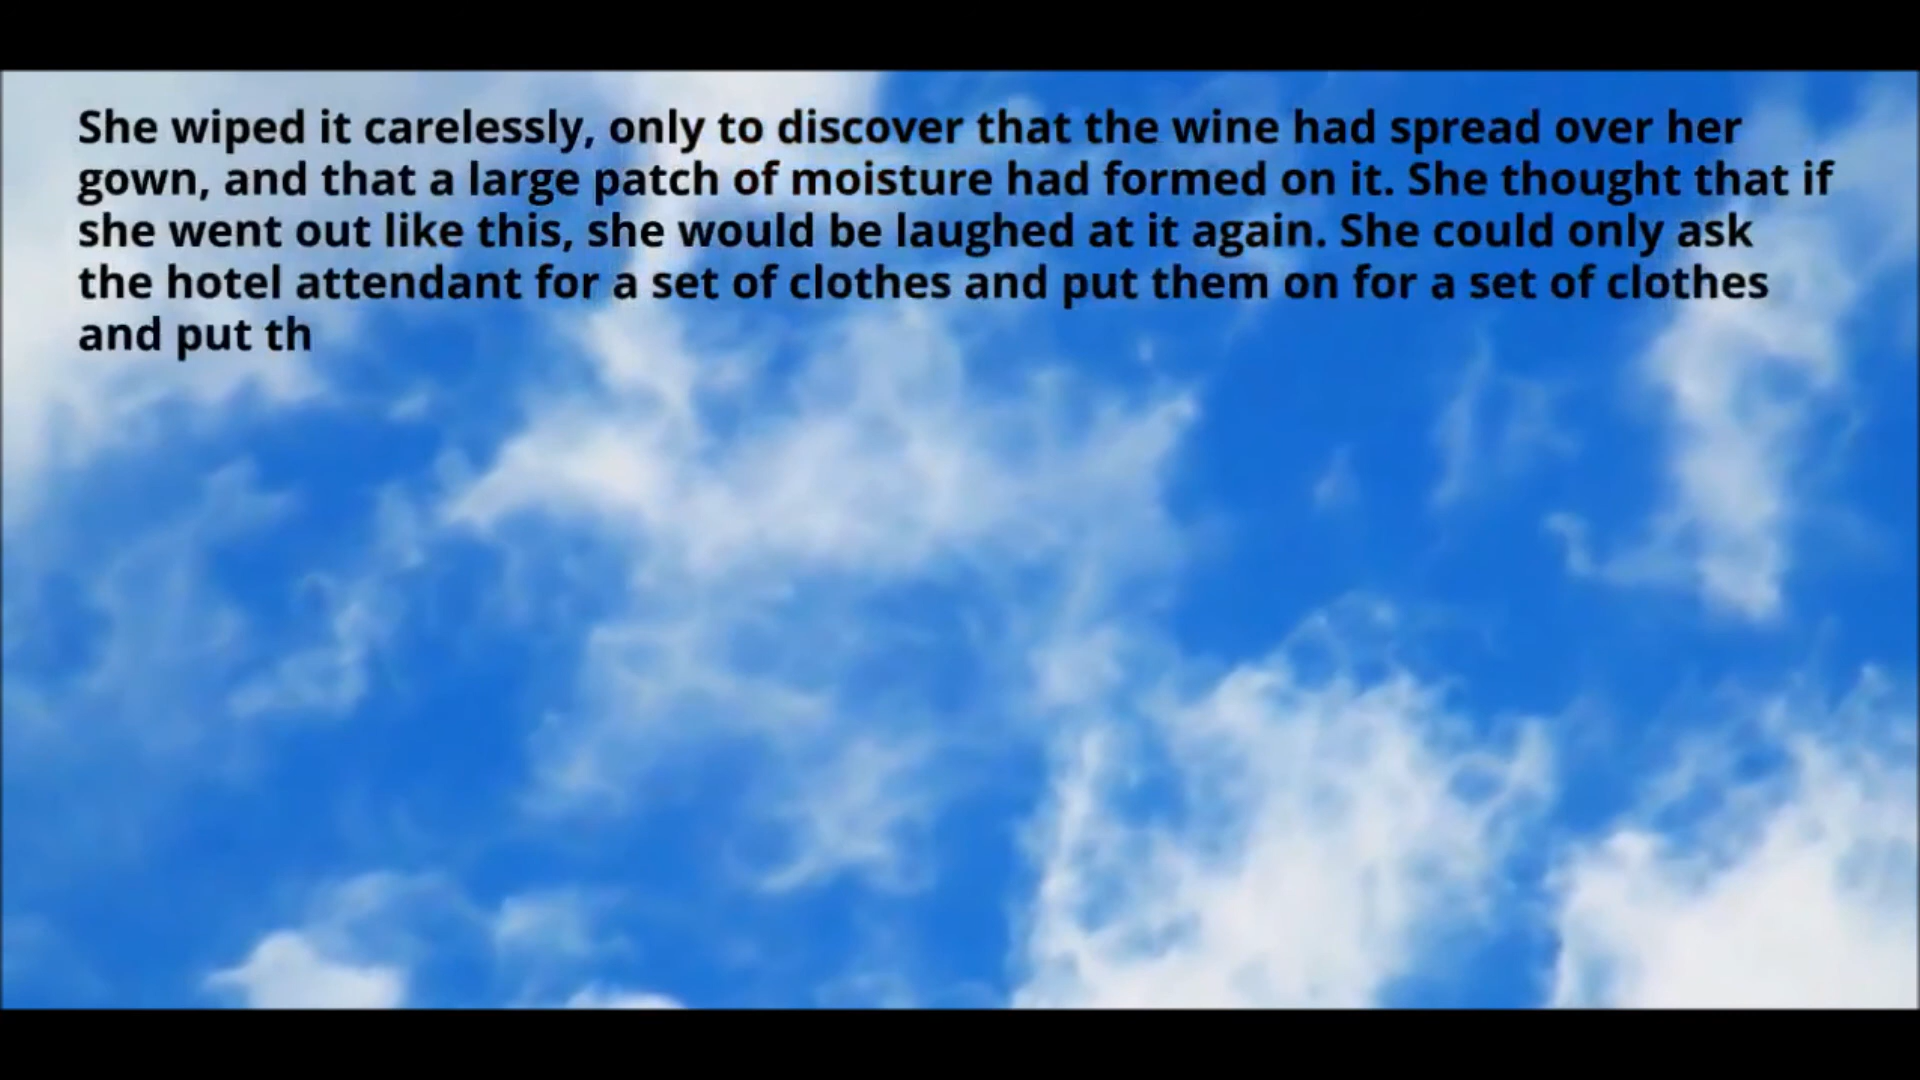 She wiped it carelessly, only to discover that the wine had spread over her
gown, and that a large patch of moisture had formed on it. She thought that if
she went out like this, she would be laughed at it again. She could only ask
the hotel attendant for a set of clothes and put them on for a set of clothes
and put th